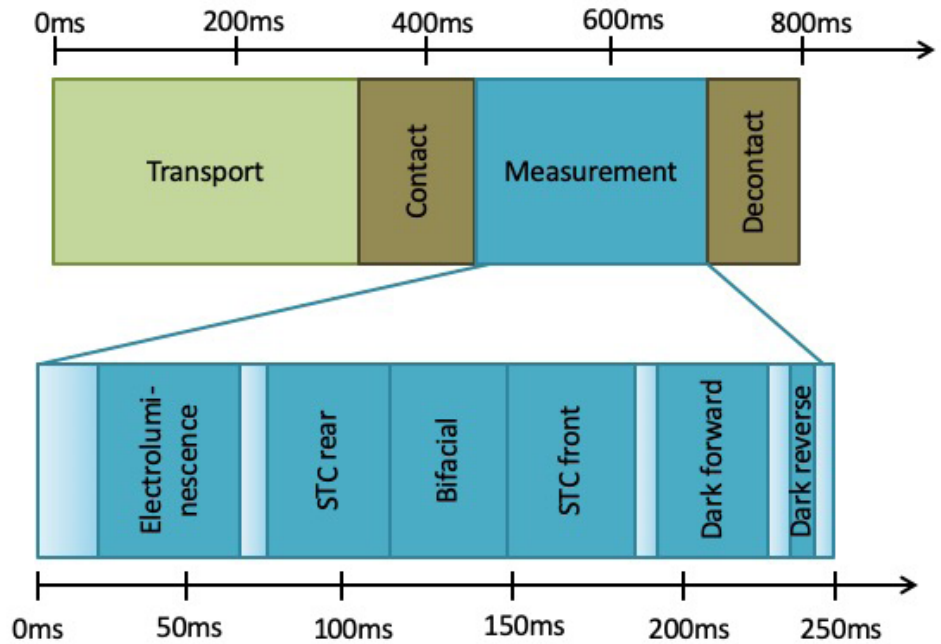 0ms 200ms 400ms 600ms 800ms
Transport
Contact
Measurement
Decontact
Electrolumi-
nescence
STC rear
Bifacial
STC front
Dark forward
Dark reverse
0ms 50ms 100ms 150ms 200ms 250ms